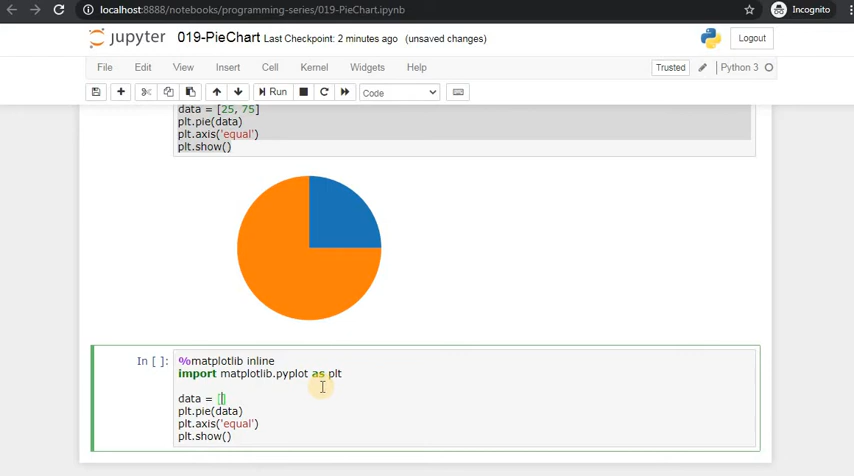 localhost:8888/notebooks/programming-series/019-PieChart.ipynb
Incognito
jupyter 019-PieChart Last Checkpoint: 2 minutes ago (unsaved changes)
Logout
File Edit View Insert Cell Kernel Widgets Help
Trusted Python 3
Run Code
data = [25, 75]
plt.pie(data)
plt.axis('equal')
plt.show()
In [ ]: %matplotlib inline
import matplotlib.pyplot as plt
data = []
plt.pie(data)
plt.axis('equal')
plt.show()